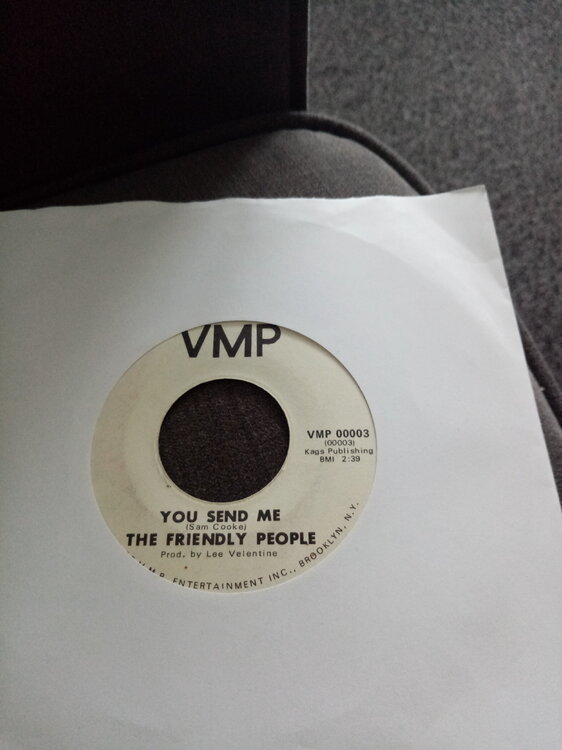 VMP
VMP 00003
(00003)
Kags Publishing
BMI 2:39
YOU SEND ME
(Sam Cooke)
THE FRIENDLY PEOPLE
Prod. by Lee Velentine
V.M.P. ENTERTAINMENT INC., BROOKLYN, N.Y.